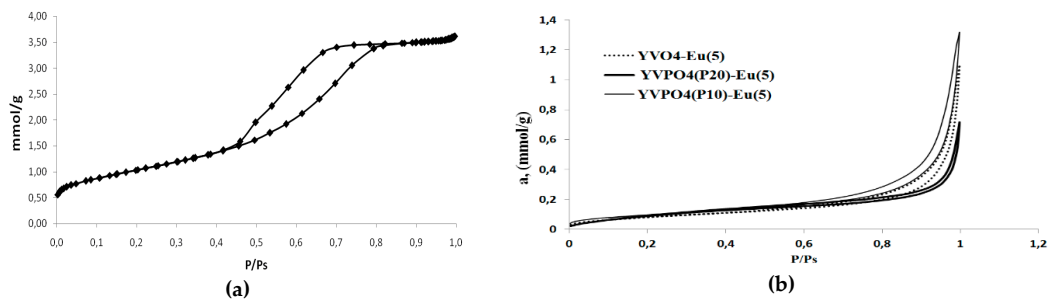 4,00
3,50
3,00
2,50
2,00
1,50
1,00
0,50
0,00
mmol/g
0,0 0,1 0,2 0,3 0,4 0,5 0,6 0,7 0,8 0,9 1,0
P/Ps
(a)
1,4
1,2
1
0,8
0,6
0,4
0,2
0
a, (mmol/g)
YVO4-Eu(5)
YVPO4(P20)-Eu(5)
YVPO4(P10)-Eu(5)
0 0,2 0,4 0,6 0,8 1 1,2
P/Ps
(b)